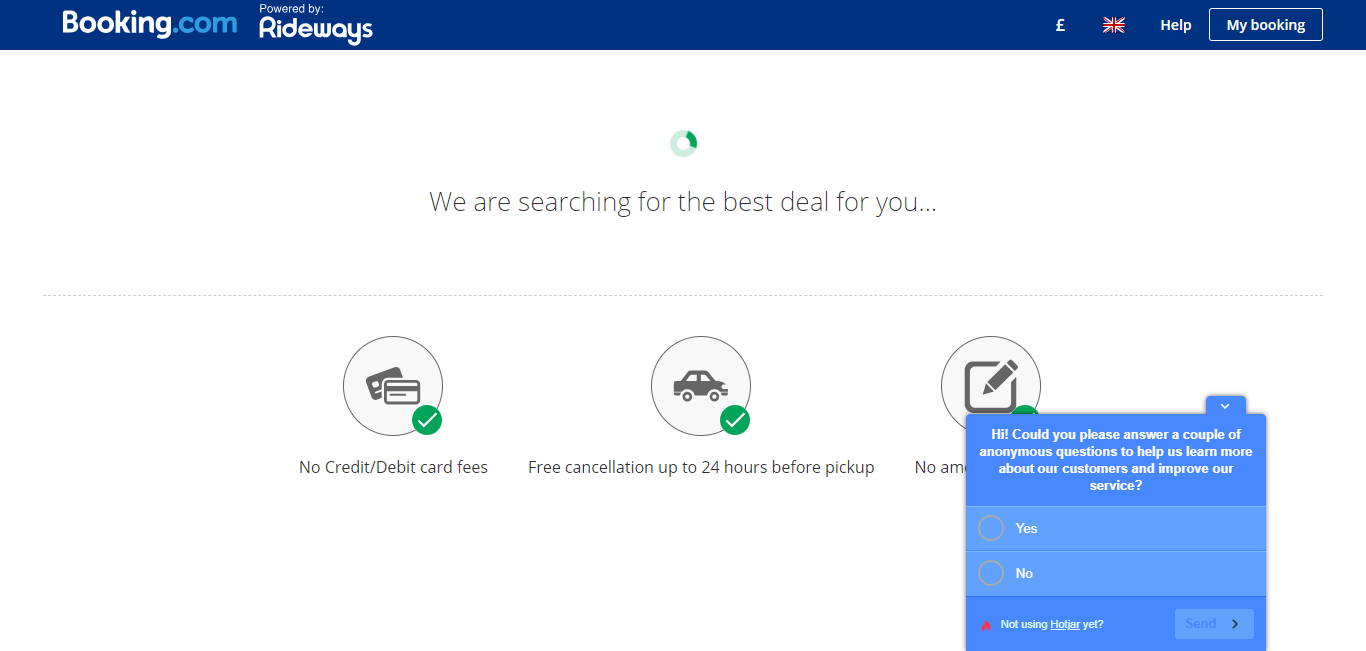 Booking.com
Powered by:
Rideways
£
Help
My booking
We are searching for the best deal for you...
No Credit/Debit card fees
Free cancellation up to 24 hours before pickup
No
Hi! Could you please answer a couple of
anonymous questions to help us learn more
about our customers and improve our
service?
Yes
No
Not using Hotjar yet?
Send